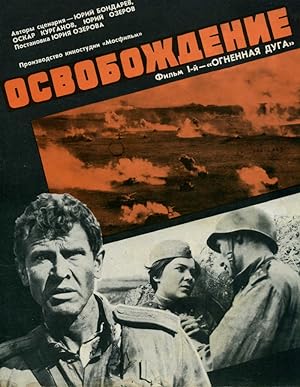 Авторы сценария—ЮРИЙ БОНДАРЕВ,
ОСКАР КУРГАНОВ, ЮРИЙ ОЗЕРОВ
Постановка ЮРИЯ ОЗЕРОВА
Производство киностудии «Мосфильм»
ОСВОБОЖДЕНИЕ
Фильм 1-й—«ОГНЕННАЯ ДУГА»